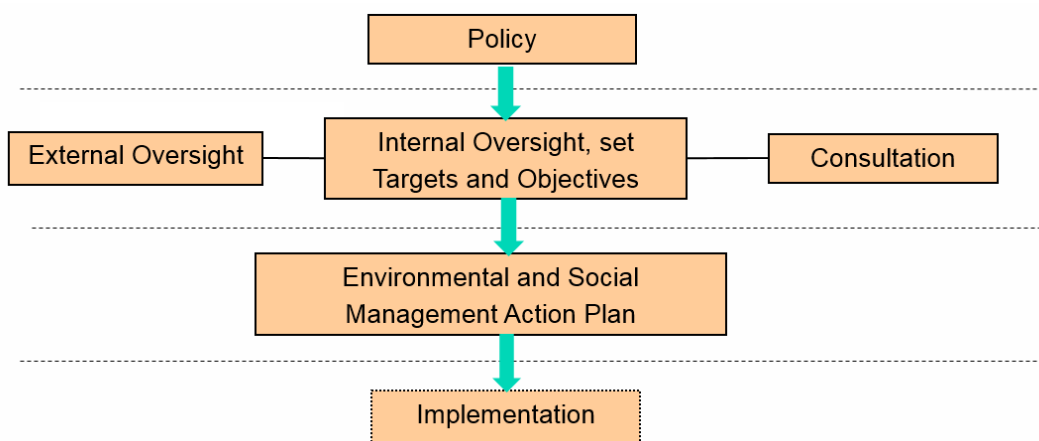 Policy
External Oversight
Internal Oversight, set
Targets and Objectives
Consultation
Environmental and Social
Management Action Plan
Implementation